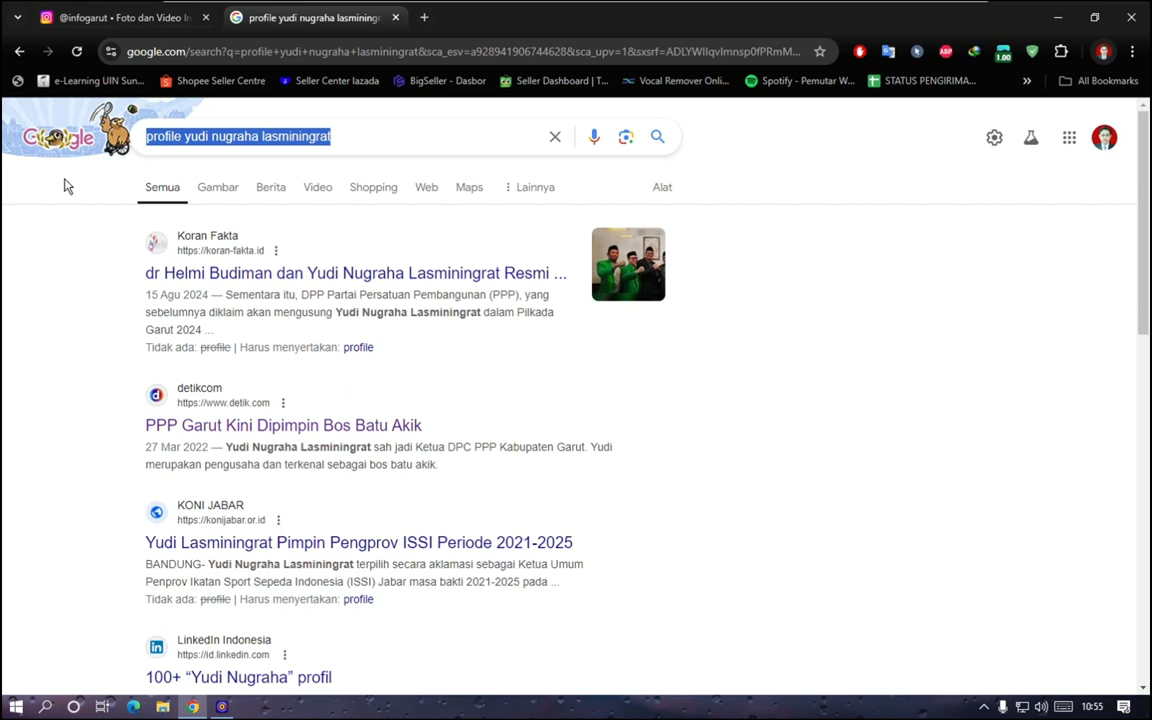 @infogarut • Foto dan Video In
profile yudi nugraha lasminingr
google.com/search?q=profile+yudi+nugraha+lasminingrat&sca_esv=a928941906744628&sca_upv=1&sxsrf=ADLYWIIqvlmnsp0fPRmM...
ABP
1.00
e-Learning UIN Sun...
Shopee Seller Centre
Seller Center lazada
BigSeller - Dasbor
Seller Dashboard | T...
Vocal Remover Onlin...
Spotify - Pemutar W...
STATUS PENGIRIMA...
All Bookmarks
Google
profile yudi nugraha lasminingrat
Semua
Gambar
Berita
Video
Shopping
Web
Maps
Lainnya
Alat
Koran Fakta
https://koran-fakta.id
dr Helmi Budiman dan Yudi Nugraha Lasminingrat Resmi ...
15 Agu 2024 — Sementara itu, DPP Partai Persatuan Pembangunan (PPP), yang
sebelumnya diklaim akan mengusung Yudi Nugraha Lasminingrat dalam Pilkada
Garut 2024 ...
Tidak ada: profile | Harus menyertakan: profile
detikcom
https://www.detik.com
PPP Garut Kini Dipimpin Bos Batu Akik
27 Mar 2022 — Yudi Nugraha Lasminingrat sah jadi Ketua DPC PPP Kabupaten Garut. Yudi
merupakan pengusaha dan terkenal sebagai bos batu akik.
KONI JABAR
https://konijabar.or.id
Yudi Lasminingrat Pimpin Pengprov ISSI Periode 2021-2025
BANDUNG- Yudi Nugraha Lasminingrat terpilih secara aklamasi sebagai Ketua Umum
Penprov Ikatan Sport Sepeda Indonesia (ISSI) Jabar masa bakti 2021-2025 pada ...
Tidak ada: profile | Harus menyertakan: profile
LinkedIn Indonesia
https://id.linkedin.com
100+ “Yudi Nugraha” profil
10:55